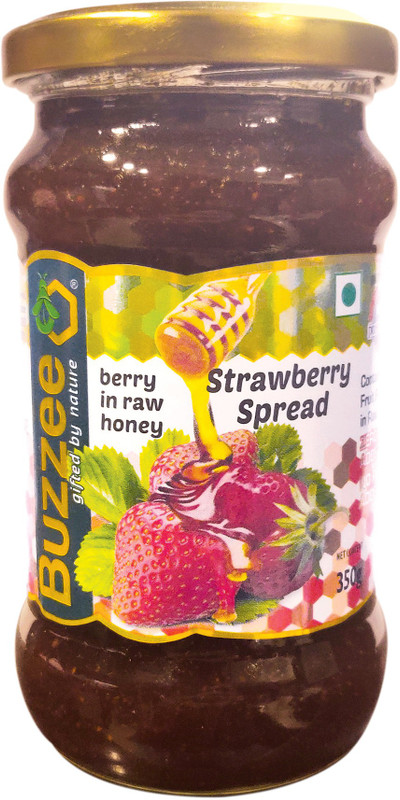 Buzzee®
gifted by nature
berry
in raw
honey
Strawberry
Spread
350g